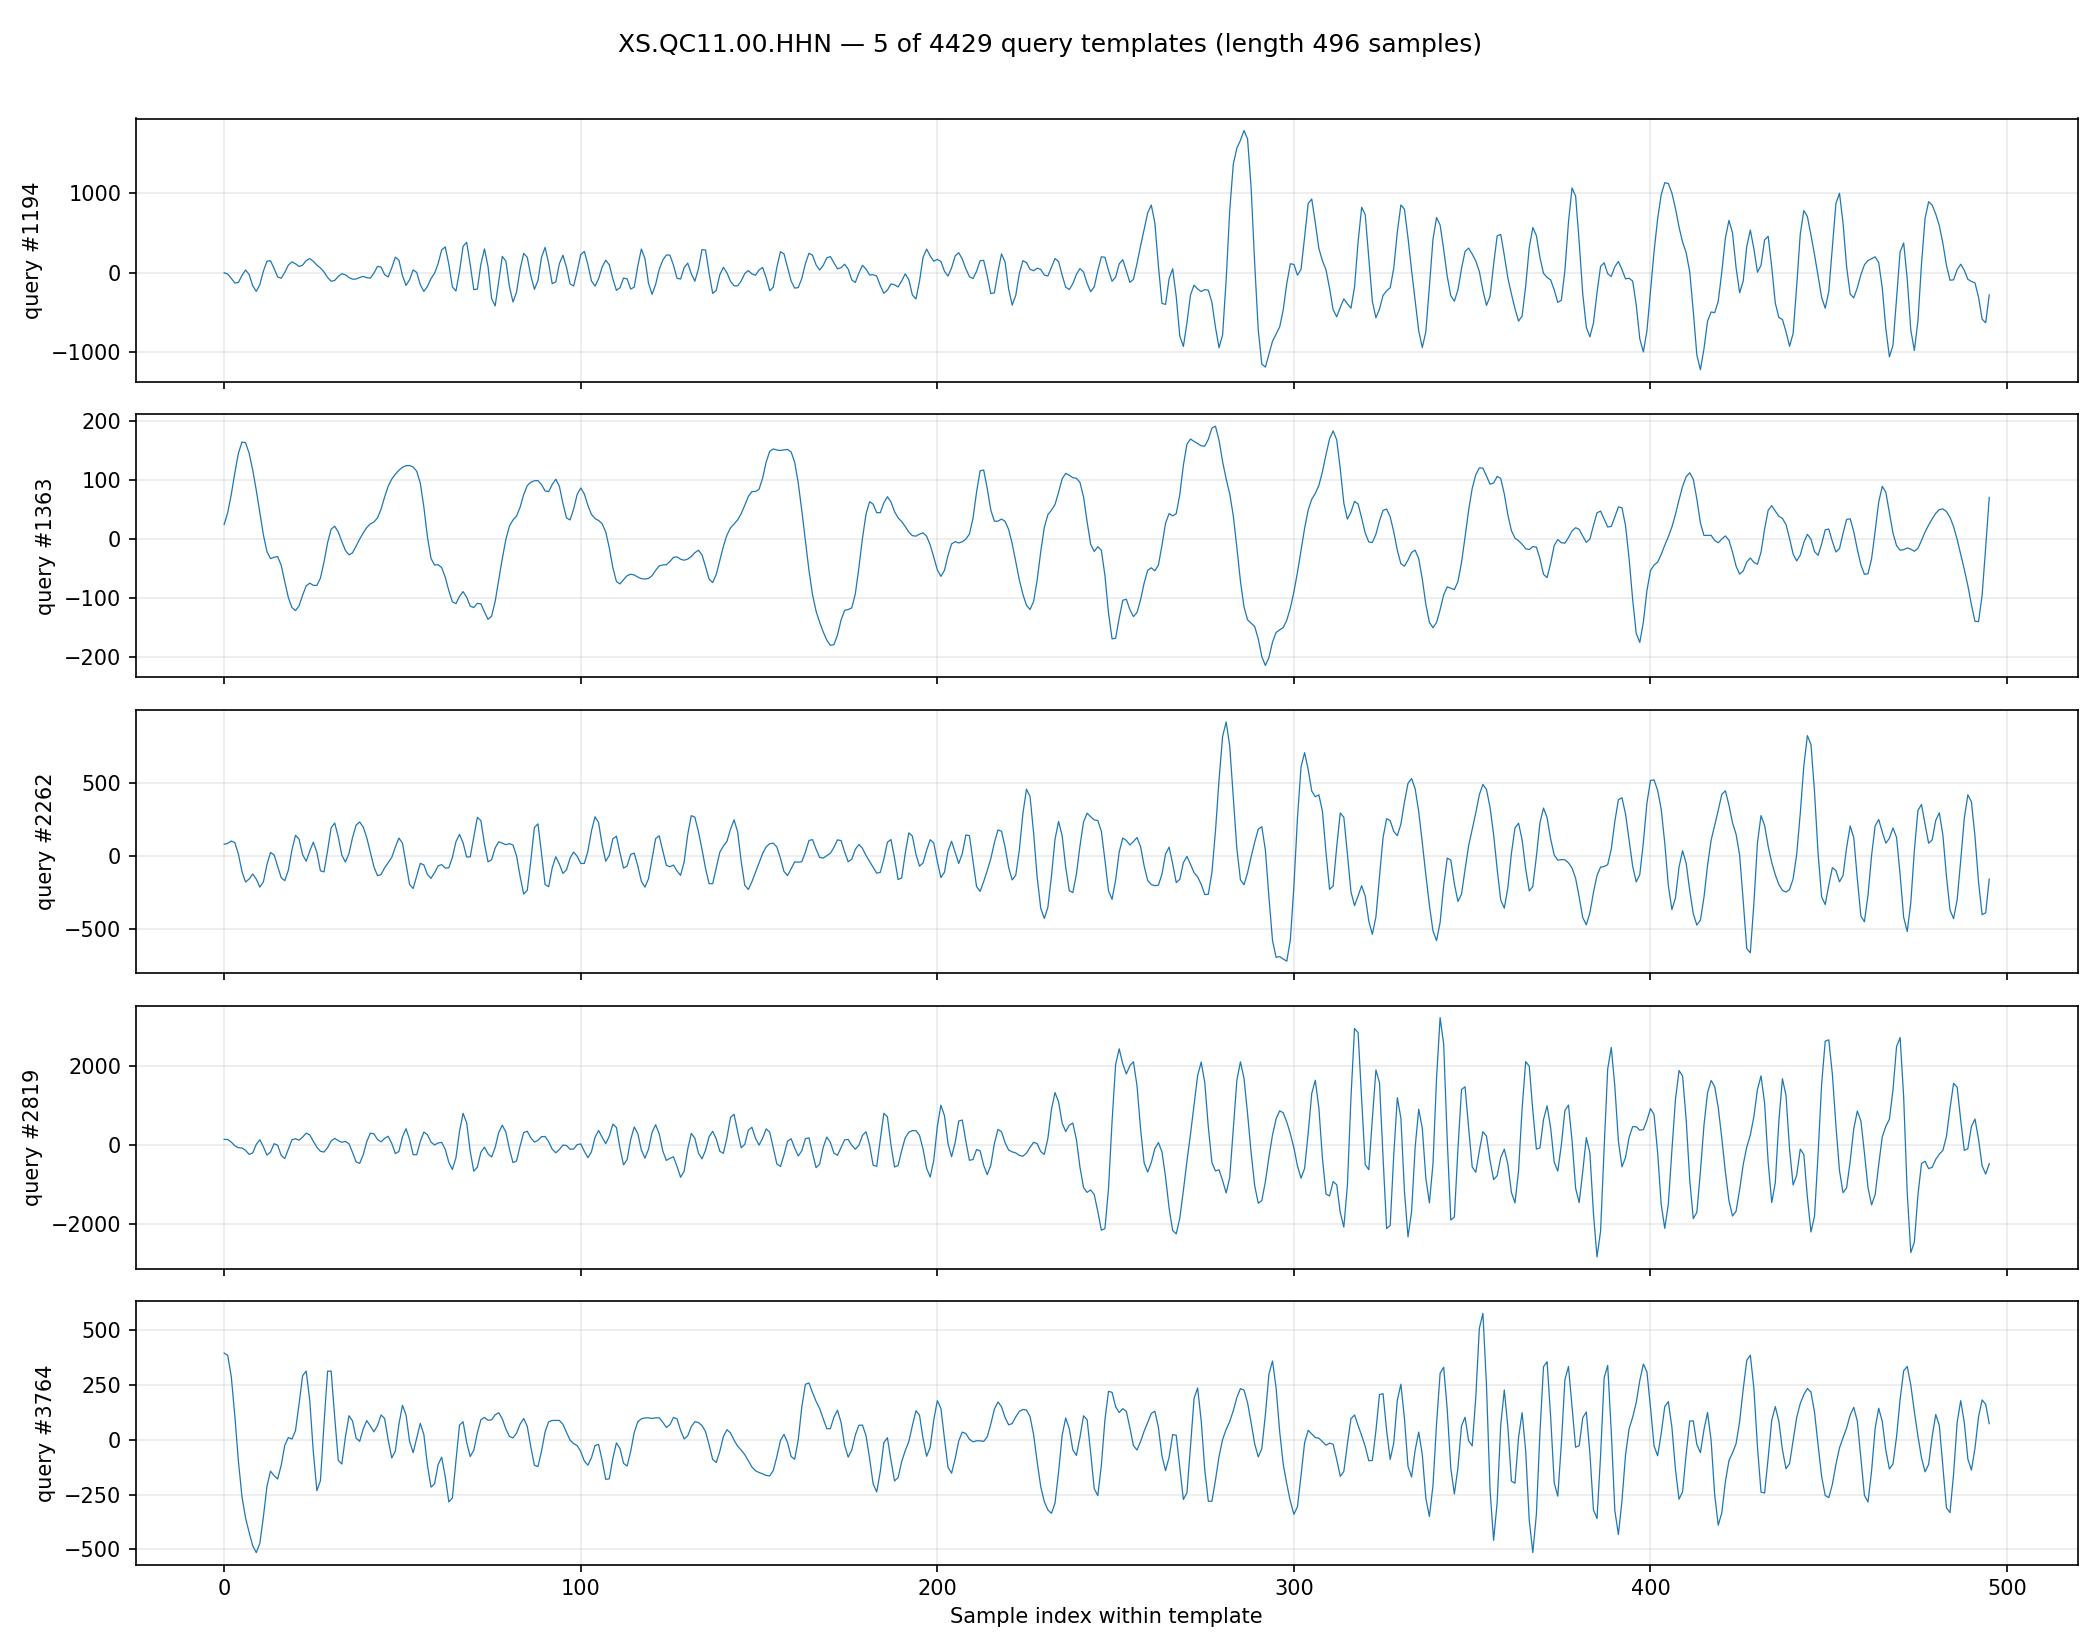 XS.QC11.00.HHN — 5 of 4429 query templates (length 496 samples)
query #1194
1000
0
−1000
query #1363
200
100
0
−100
−200
query #2262
500
0
−500
query #2819
2000
0
−2000
query #3764
500
250
0
−250
−500
0 100 200 300 400 500
Sample index within template